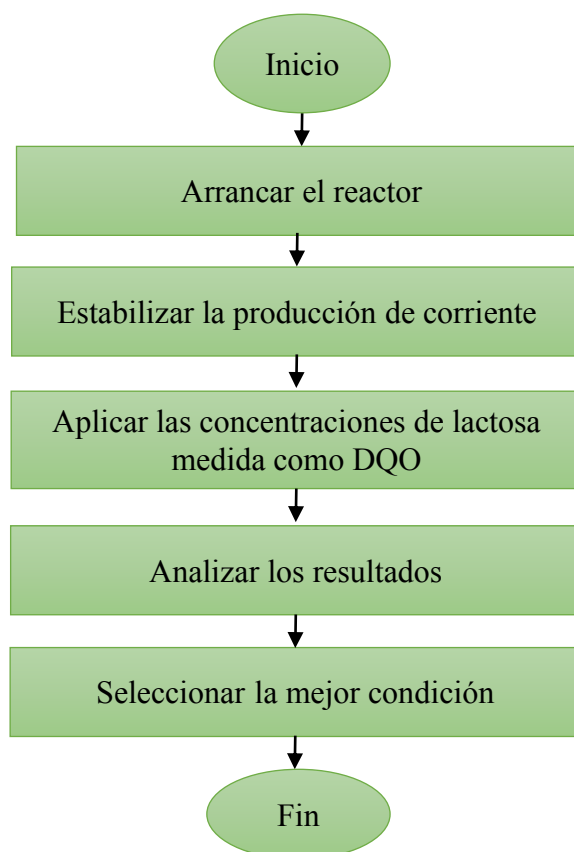 Inicio
Arrancar el reactor
Estabilizar la producción de corriente
Aplicar las concentraciones de lactosa
medida como DQO
Analizar los resultados
Seleccionar la mejor condición
Fin